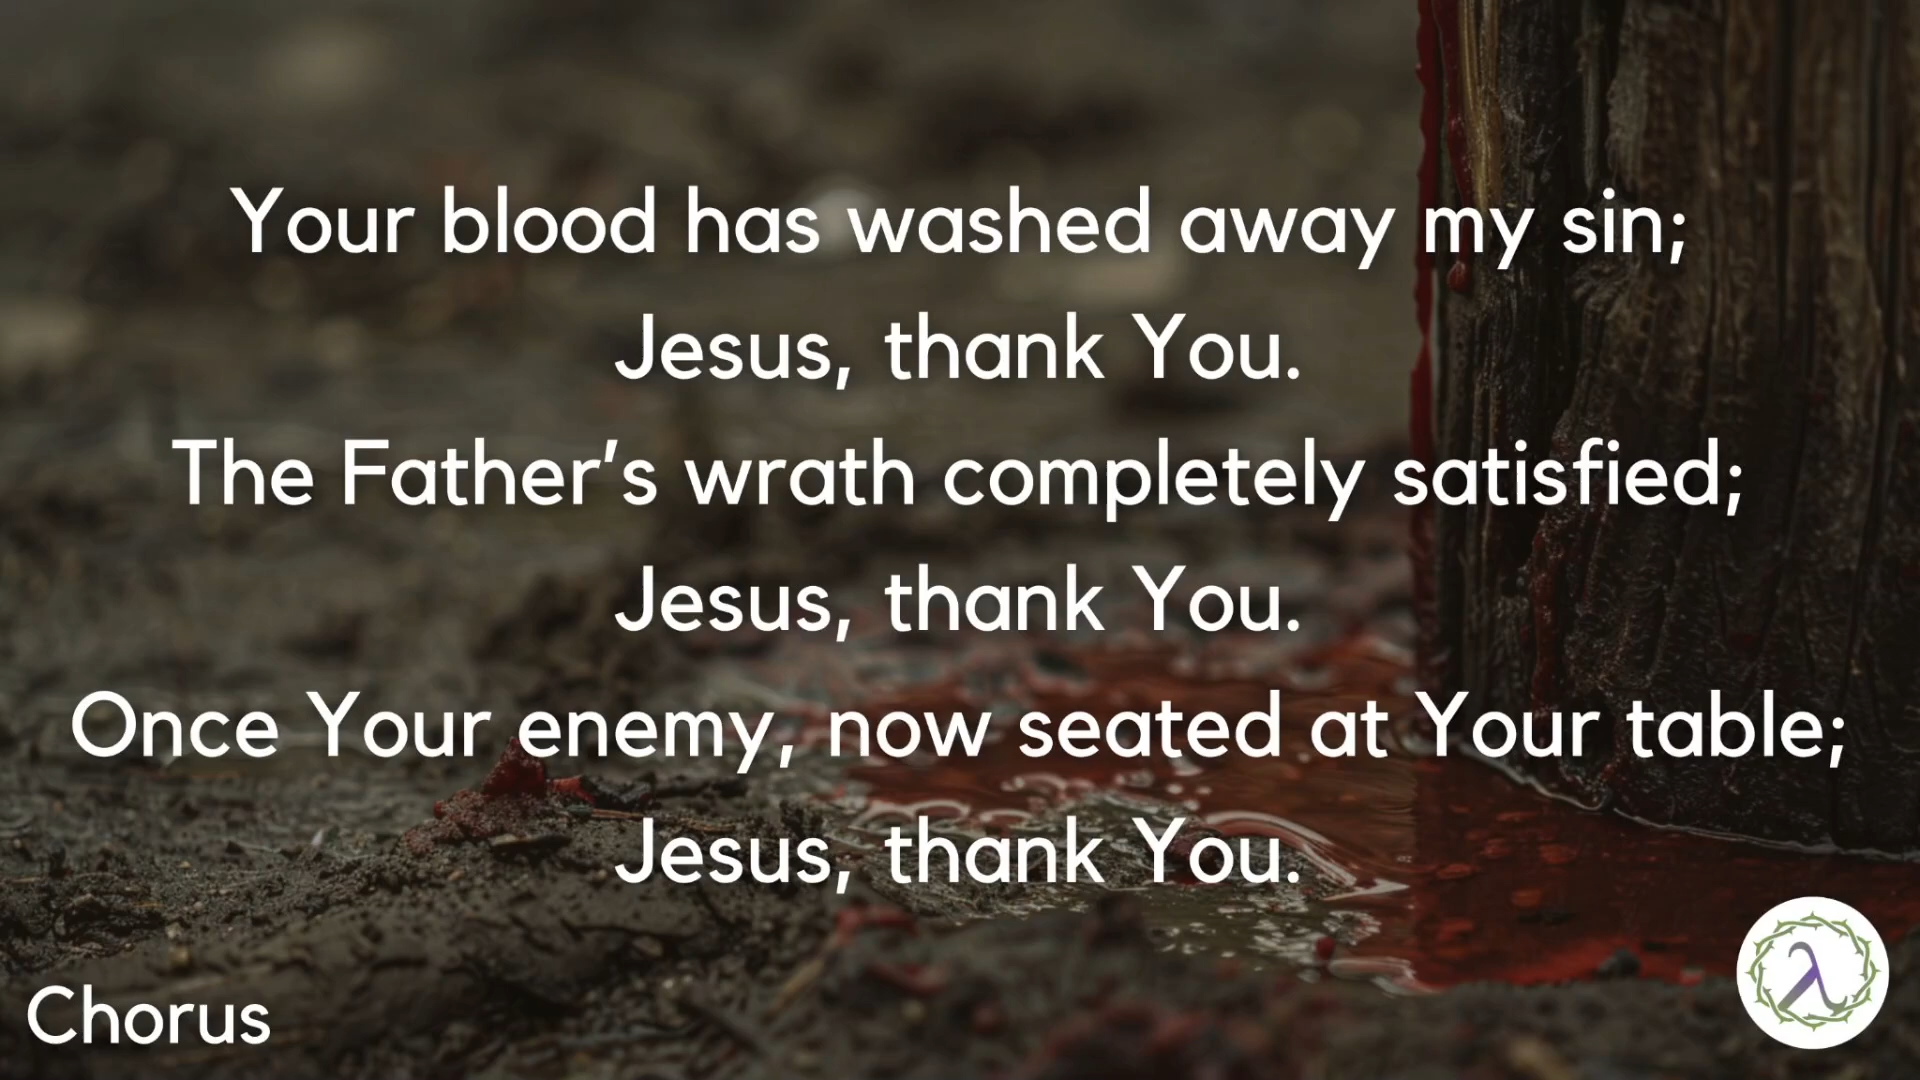 Your blood has washed away my sin;
Jesus, thank You.
The Father’s wrath completely satisfied;
Jesus, thank You.
Once Your enemy, now seated at Your table;
Jesus, thank You.
Chorus
λ